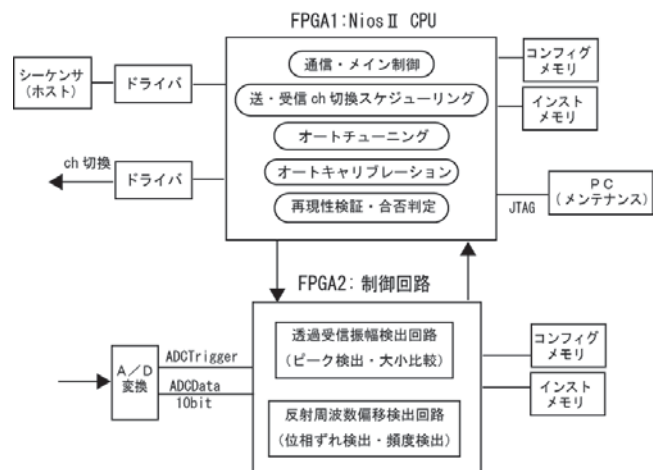 FPGA1:NiosⅡ CPU
シーケンサ
(ホスト)
ドライバ
通信・メイン制御
送・受信ch切換スケジューリング
オートチューニング
オートキャリブレーション
再現性検証・合否判定
コンフィグ
メモリ
インスト
メモリ
ch切換
ドライバ
JTAG
PC
(メンテナンス)
FPGA2:制御回路
A/D
変換
ADCTrigger
ADCData
10bit
透過受信振幅検出回路
(ピーク検出・大小比較)
反射周波数偏移検出回路
(位相ずれ検出・頻度検出)
コンフィグ
メモリ
インスト
メモリ